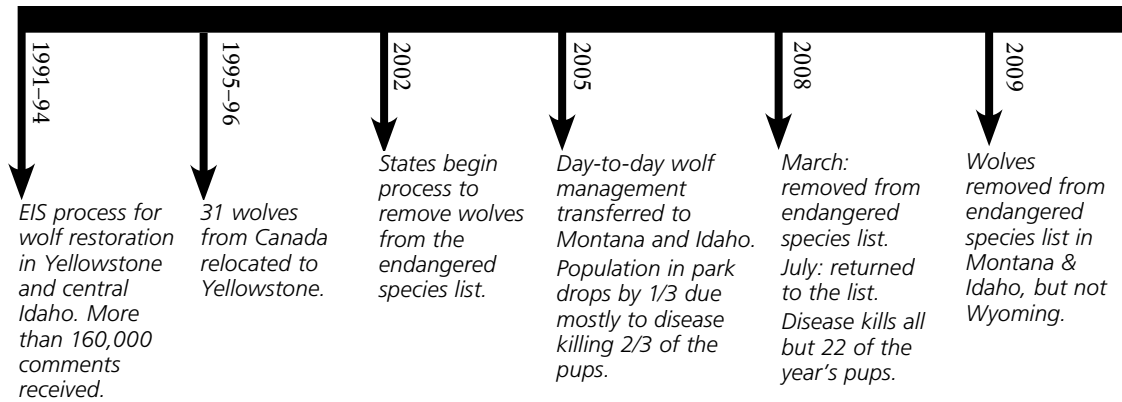 1991–94
EIS process for
wolf restoration
in Yellowstone
and central
Idaho. More
than 160,000
comments
received.
1995–96
31 wolves
from Canada
relocated to
Yellowstone.
2002
States begin
process to
remove wolves
from the
endangered
species list.
2005
Day-to-day wolf
management
transferred to
Montana and Idaho.
Population in park
drops by 1/3 due
mostly to disease
killing 2/3 of the
pups.
2008
March:
removed from
endangered
species list.
July: returned
to the list.
Disease kills all
but 22 of the
year’s pups.
2009
Wolves
removed from
endangered
species list in
Montana &
Idaho, but not
Wyoming.